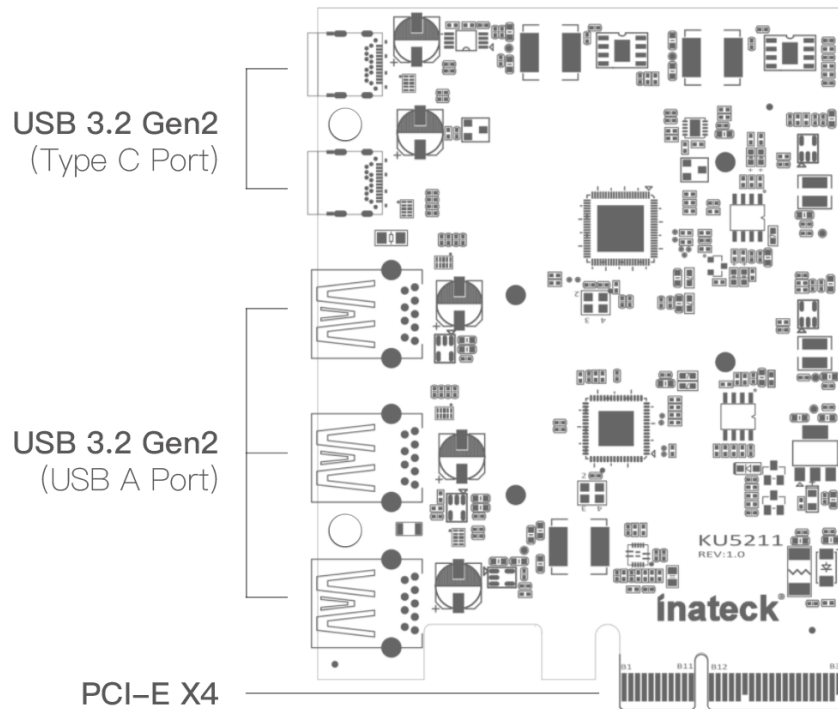 USB 3.2 Gen2
(Type C Port)
USB 3.2 Gen2
(USB A Port)
KU5211
REV:1.0
ínateck®
B1
B11
B12
PCI-E X4